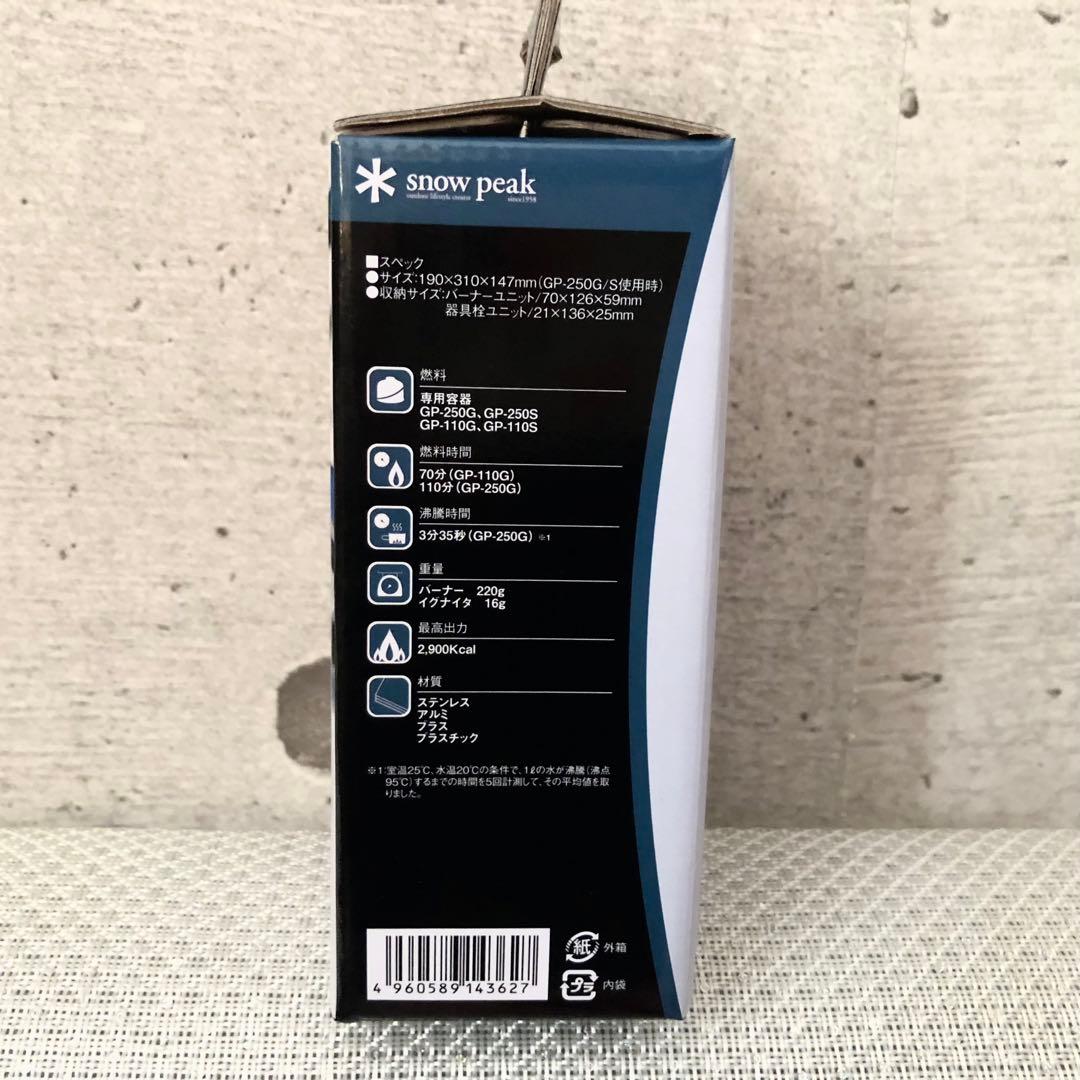 snow peak
outdoor lifestyle creator since1958
■スペック
●サイズ:190×310×147mm(GP-250G/S使用時)
●収納サイズ:バーナーユニット/70×126×59mm
器具栓ユニット/21×136×25mm
燃料
専用容器
GP-250G、GP-250S
GP-110G、GP-110S
燃料時間
70分(GP-110G)
110分(GP-250G)
沸騰時間
3分35秒(GP-250G) ※1
重量
バーナー 220g
イグナイタ 16g
最高出力
2,900Kcal
材質
ステンレス
アルミ
ブラス
プラスチック
※1:室温25℃、水温20℃の条件で、1ℓの水が沸騰(沸点
95℃)するまでの時間を5回計測して、その平均値を取
りました。
紙 外箱
プラ 内袋
4 960589 143627